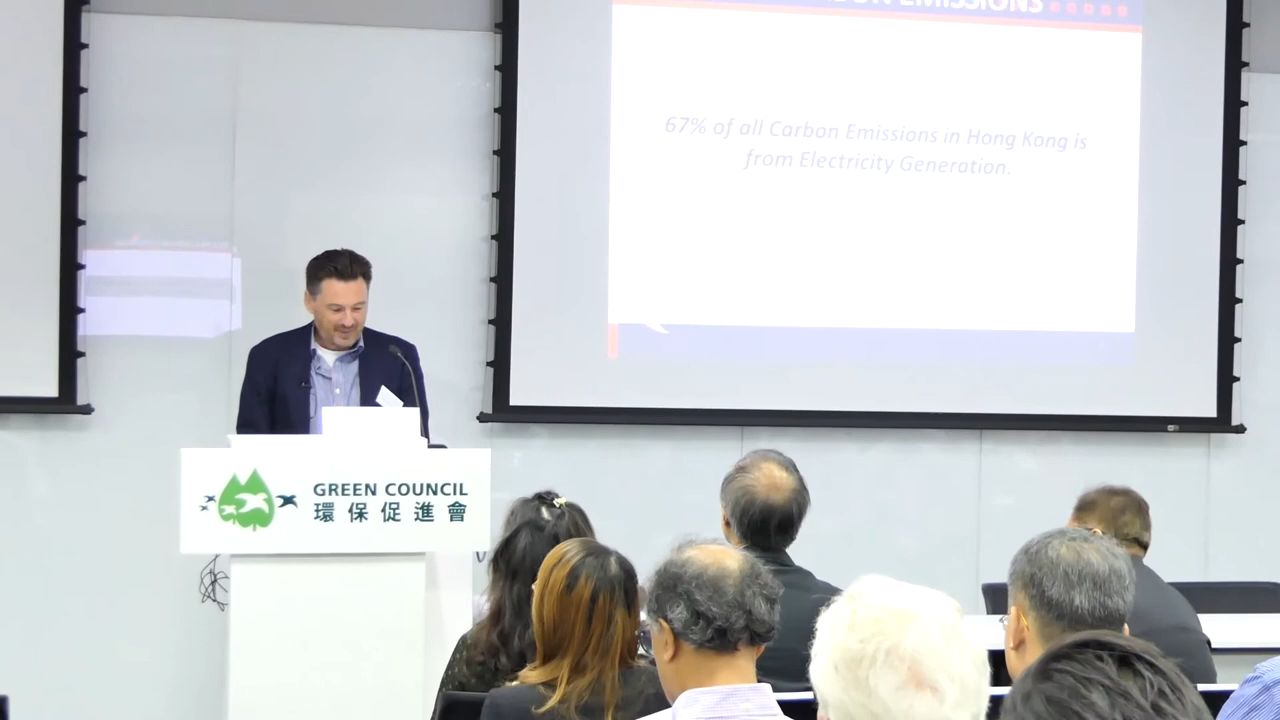 EMISSIONS
67% of all Carbon Emissions in Hong Kong is
from Electricity Generation.
GREEN COUNCIL
環保促進會